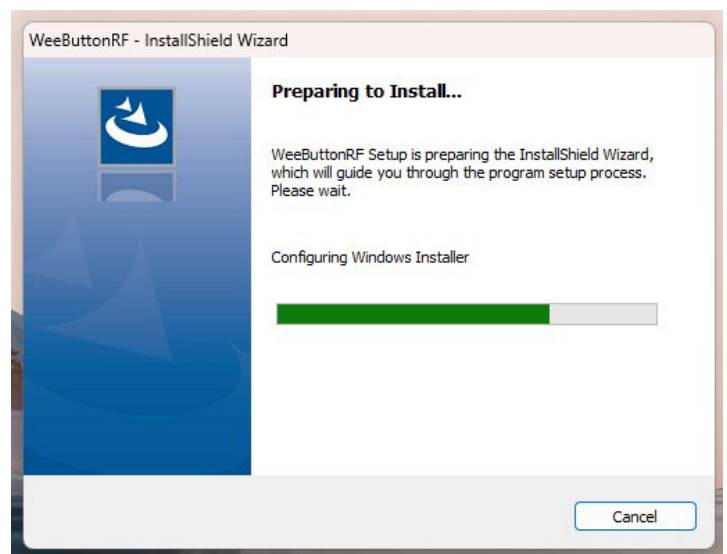 WeeButtonRF - InstallShield Wizard
Preparing to Install...
WeeButtonRF Setup is preparing the InstallShield Wizard,
which will guide you through the program setup process.
Please wait.
Configuring Windows Installer
Cancel